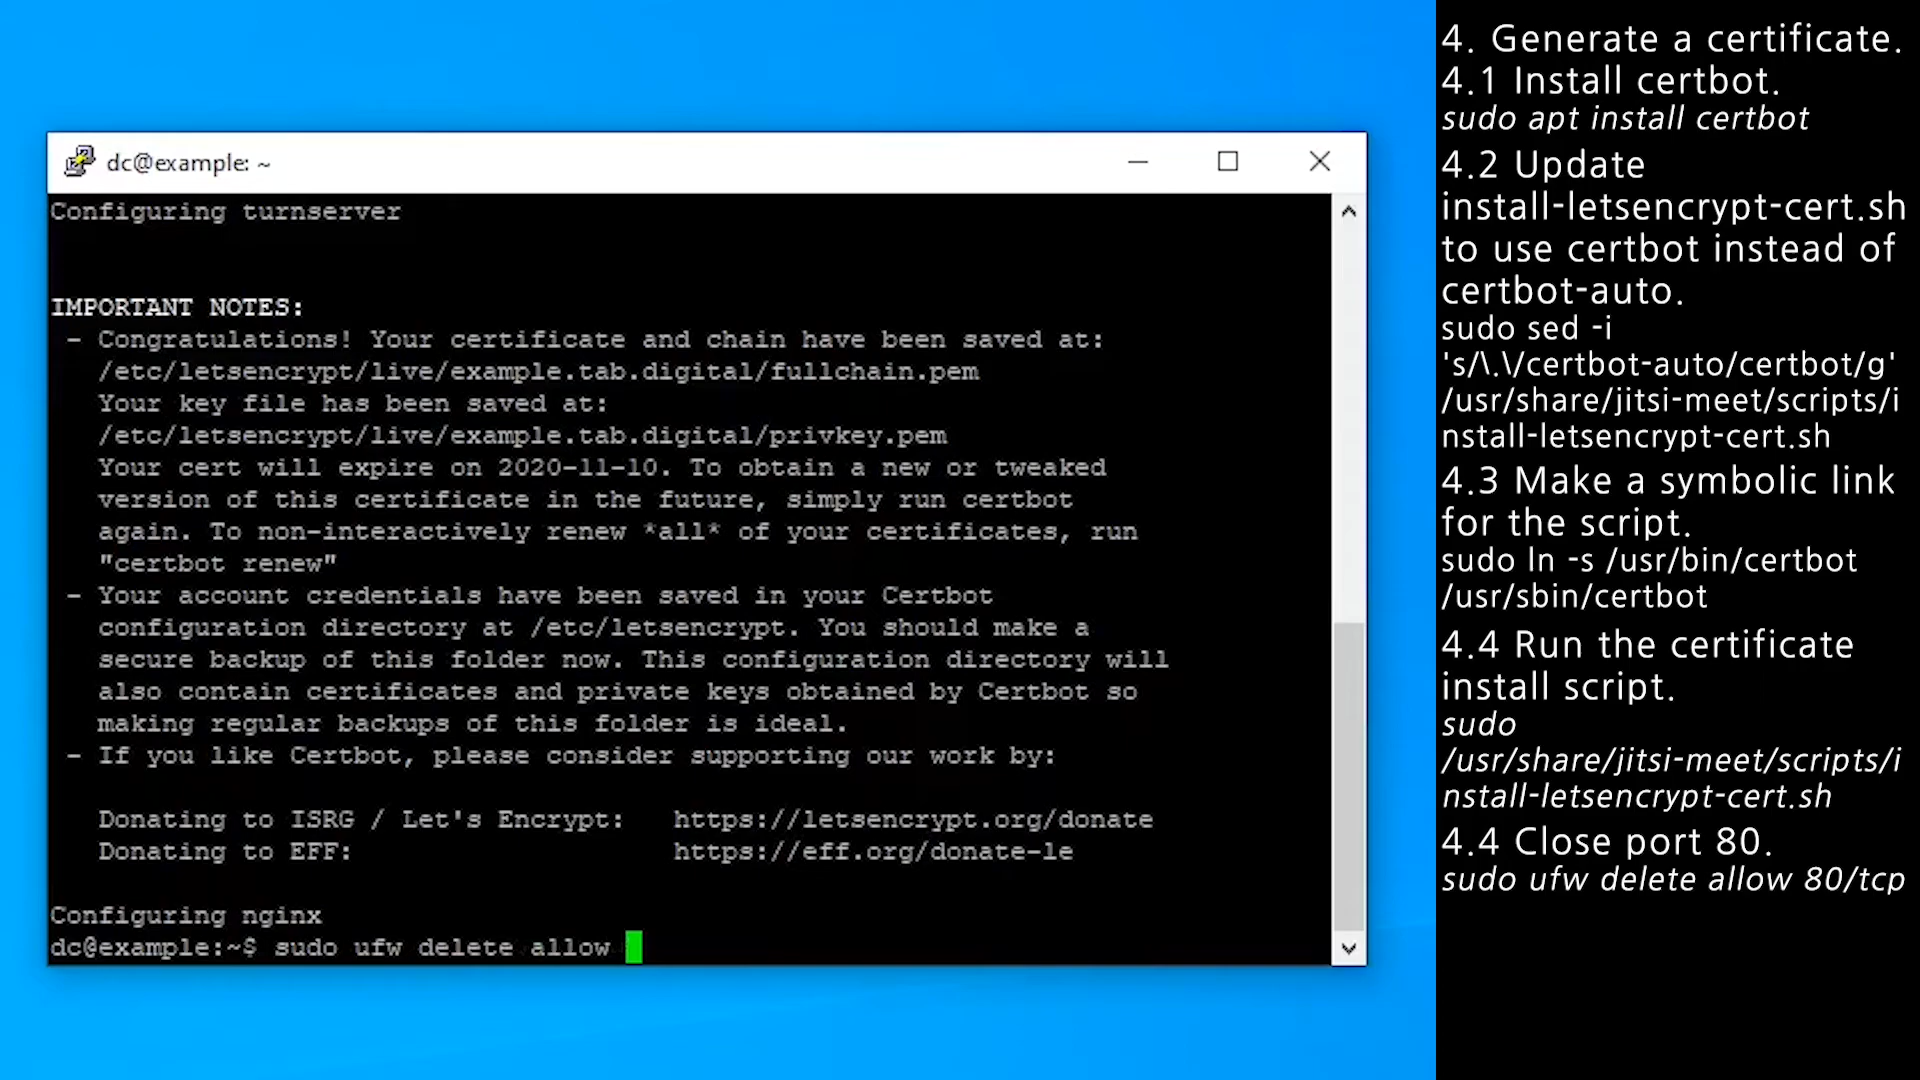 dc@example: ~
Configuring turnserver
IMPORTANT NOTES:
- Congratulations! Your certificate and chain have been saved at:
/etc/letsencrypt/live/example.tab.digital/fullchain.pem
Your key file has been saved at:
/etc/letsencrypt/live/example.tab.digital/privkey.pem
Your cert will expire on 2020-11-10. To obtain a new or tweaked
version of this certificate in the future, simply run certbot
again. To non-interactively renew *all* of your certificates, run
"certbot renew"
- Your account credentials have been saved in your Certbot
configuration directory at /etc/letsencrypt. You should make a
secure backup of this folder now. This configuration directory will
also contain certificates and private keys obtained by Certbot so
making regular backups of this folder is ideal.
- If you like Certbot, please consider supporting our work by:
Donating to ISRG / Let's Encrypt:   https://letsencrypt.org/donate
Donating to EFF:                    https://eff.org/donate-le
Configuring nginx
dc@example:~$ sudo ufw delete allow
4. Generate a certificate.
4.1 Install certbot.
sudo apt install certbot
4.2 Update
install-letsencrypt-cert.sh
to use certbot instead of
certbot-auto.
sudo sed -i
's/\.\/certbot-auto/certbot/g'
/usr/share/jitsi-meet/scripts/i
nstall-letsencrypt-cert.sh
4.3 Make a symbolic link
for the script.
sudo ln -s /usr/bin/certbot
/usr/sbin/certbot
4.4 Run the certificate
install script.
sudo
/usr/share/jitsi-meet/scripts/i
nstall-letsencrypt-cert.sh
4.4 Close port 80.
sudo ufw delete allow 80/tcp